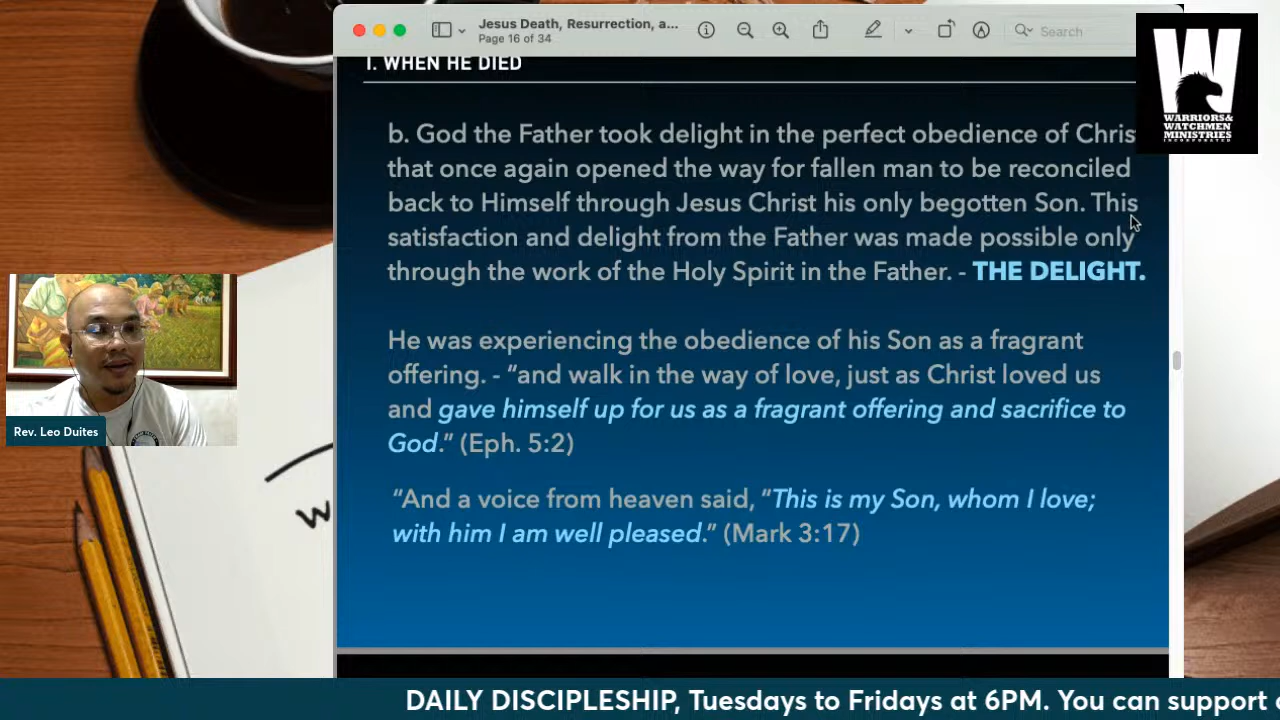 Jesus Death, Resurrection, a...
Page 16 of 34
Search
WARRIORS&
WATCHMEN
MINISTRIES
INCORPORATED
I. WHEN HE DIED
b. God the Father took delight in the perfect obedience of Chris
that once again opened the way for fallen man to be reconciled
back to Himself through Jesus Christ his only begotten Son. This
satisfaction and delight from the Father was made possible only
through the work of the Holy Spirit in the Father. - THE DELIGHT.
He was experiencing the obedience of his Son as a fragrant
offering. - “and walk in the way of love, just as Christ loved us
and gave himself up for us as a fragrant offering and sacrifice to
God.” (Eph. 5:2)
“And a voice from heaven said, “This is my Son, whom I love;
with him I am well pleased.” (Mark 3:17)
Rev. Leo Duites
DAILY DISCIPLESHIP, Tuesdays to Fridays at 6PM. You can support